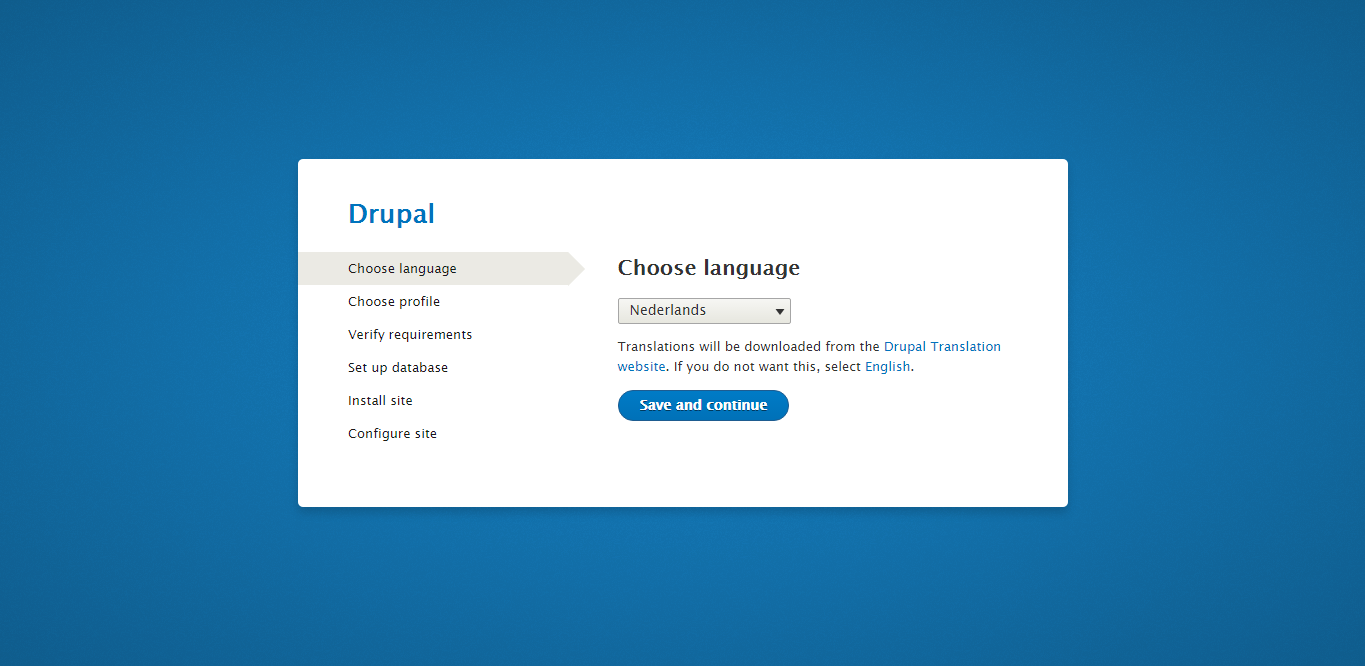 Drupal
Choose language
Choose profile
Verify requirements
Set up database
Install site
Configure site
Choose language
Nederlands
Translations will be downloaded from the Drupal Translation
website. If you do not want this, select English.
Save and continue